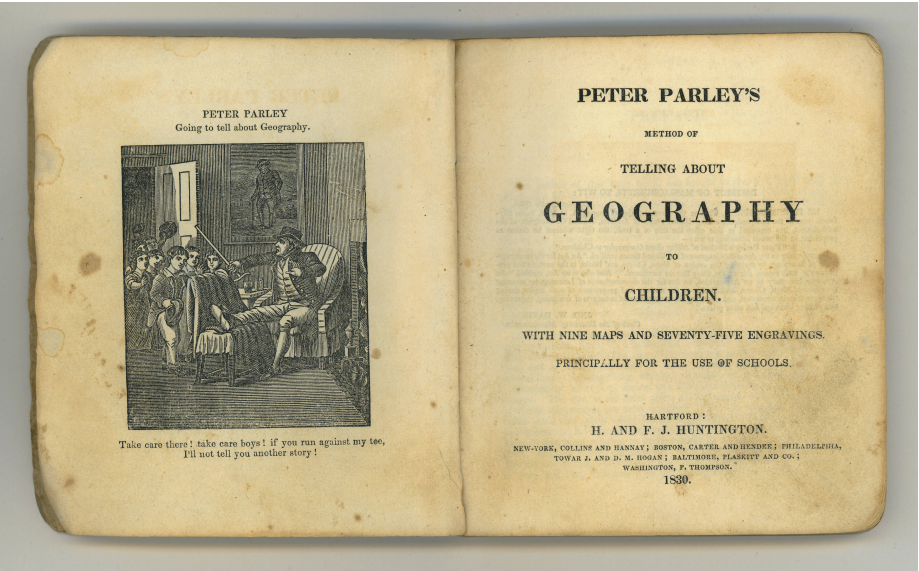 PETER PARLEY
Going to tell about Geography.
Take care there! take care boys! if you run against my toe,
I'll not tell you another story!
PETER PARLEY'S
METHOD OF
TELLING ABOUT
GEOGRAPHY
TO
CHILDREN.
WITH NINE MAPS AND SEVENTY-FIVE ENGRAVINGS.
PRINCIPALLY FOR THE USE OF SCHOOLS.
HARTFORD:
H. AND F. J. HUNTINGTON.
NEW-YORK, COLLINS AND HANNAY; BOSTON, CARTER AND HENDEE; PHILADELPHIA,
TOWAR J. AND D. M. HOGAN; BALTIMORE, PLASKITT AND CO.;
WASHINGTON, P. THOMPSON.
1830.